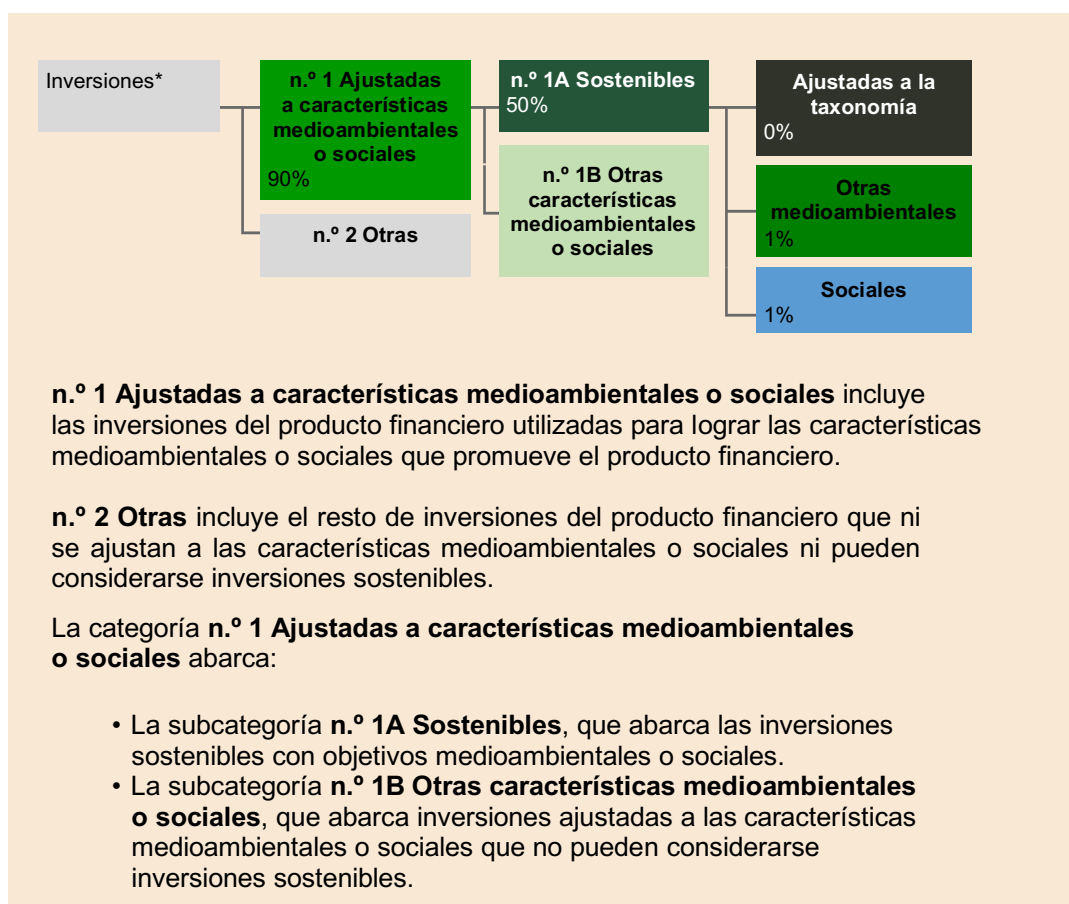 Inversiones*
n.º 1 Ajustadas
a características
medioambientales
o sociales
90%
n.º 2 Otras
n.º 1A Sostenibles
50%
n.º 1B Otras
características
medioambientales
o sociales
Ajustadas a la
taxonomía
0%
Otras
medioambientales
1%
Sociales
1%
n.º 1 Ajustadas a características medioambientales o sociales incluye
las inversiones del producto financiero utilizadas para lograr las características
medioambientales o sociales que promueve el producto financiero.
n.º 2 Otras incluye el resto de inversiones del producto financiero que ni
se ajustan a las características medioambientales o sociales ni pueden
considerarse inversiones sostenibles.
La categoría n.º 1 Ajustadas a características medioambientales
o sociales abarca:
• La subcategoría n.º 1A Sostenibles, que abarca las inversiones
sostenibles con objetivos medioambientales o sociales.
• La subcategoría n.º 1B Otras características medioambientales
o sociales, que abarca inversiones ajustadas a las características
medioambientales o sociales que no pueden considerarse
inversiones sostenibles.